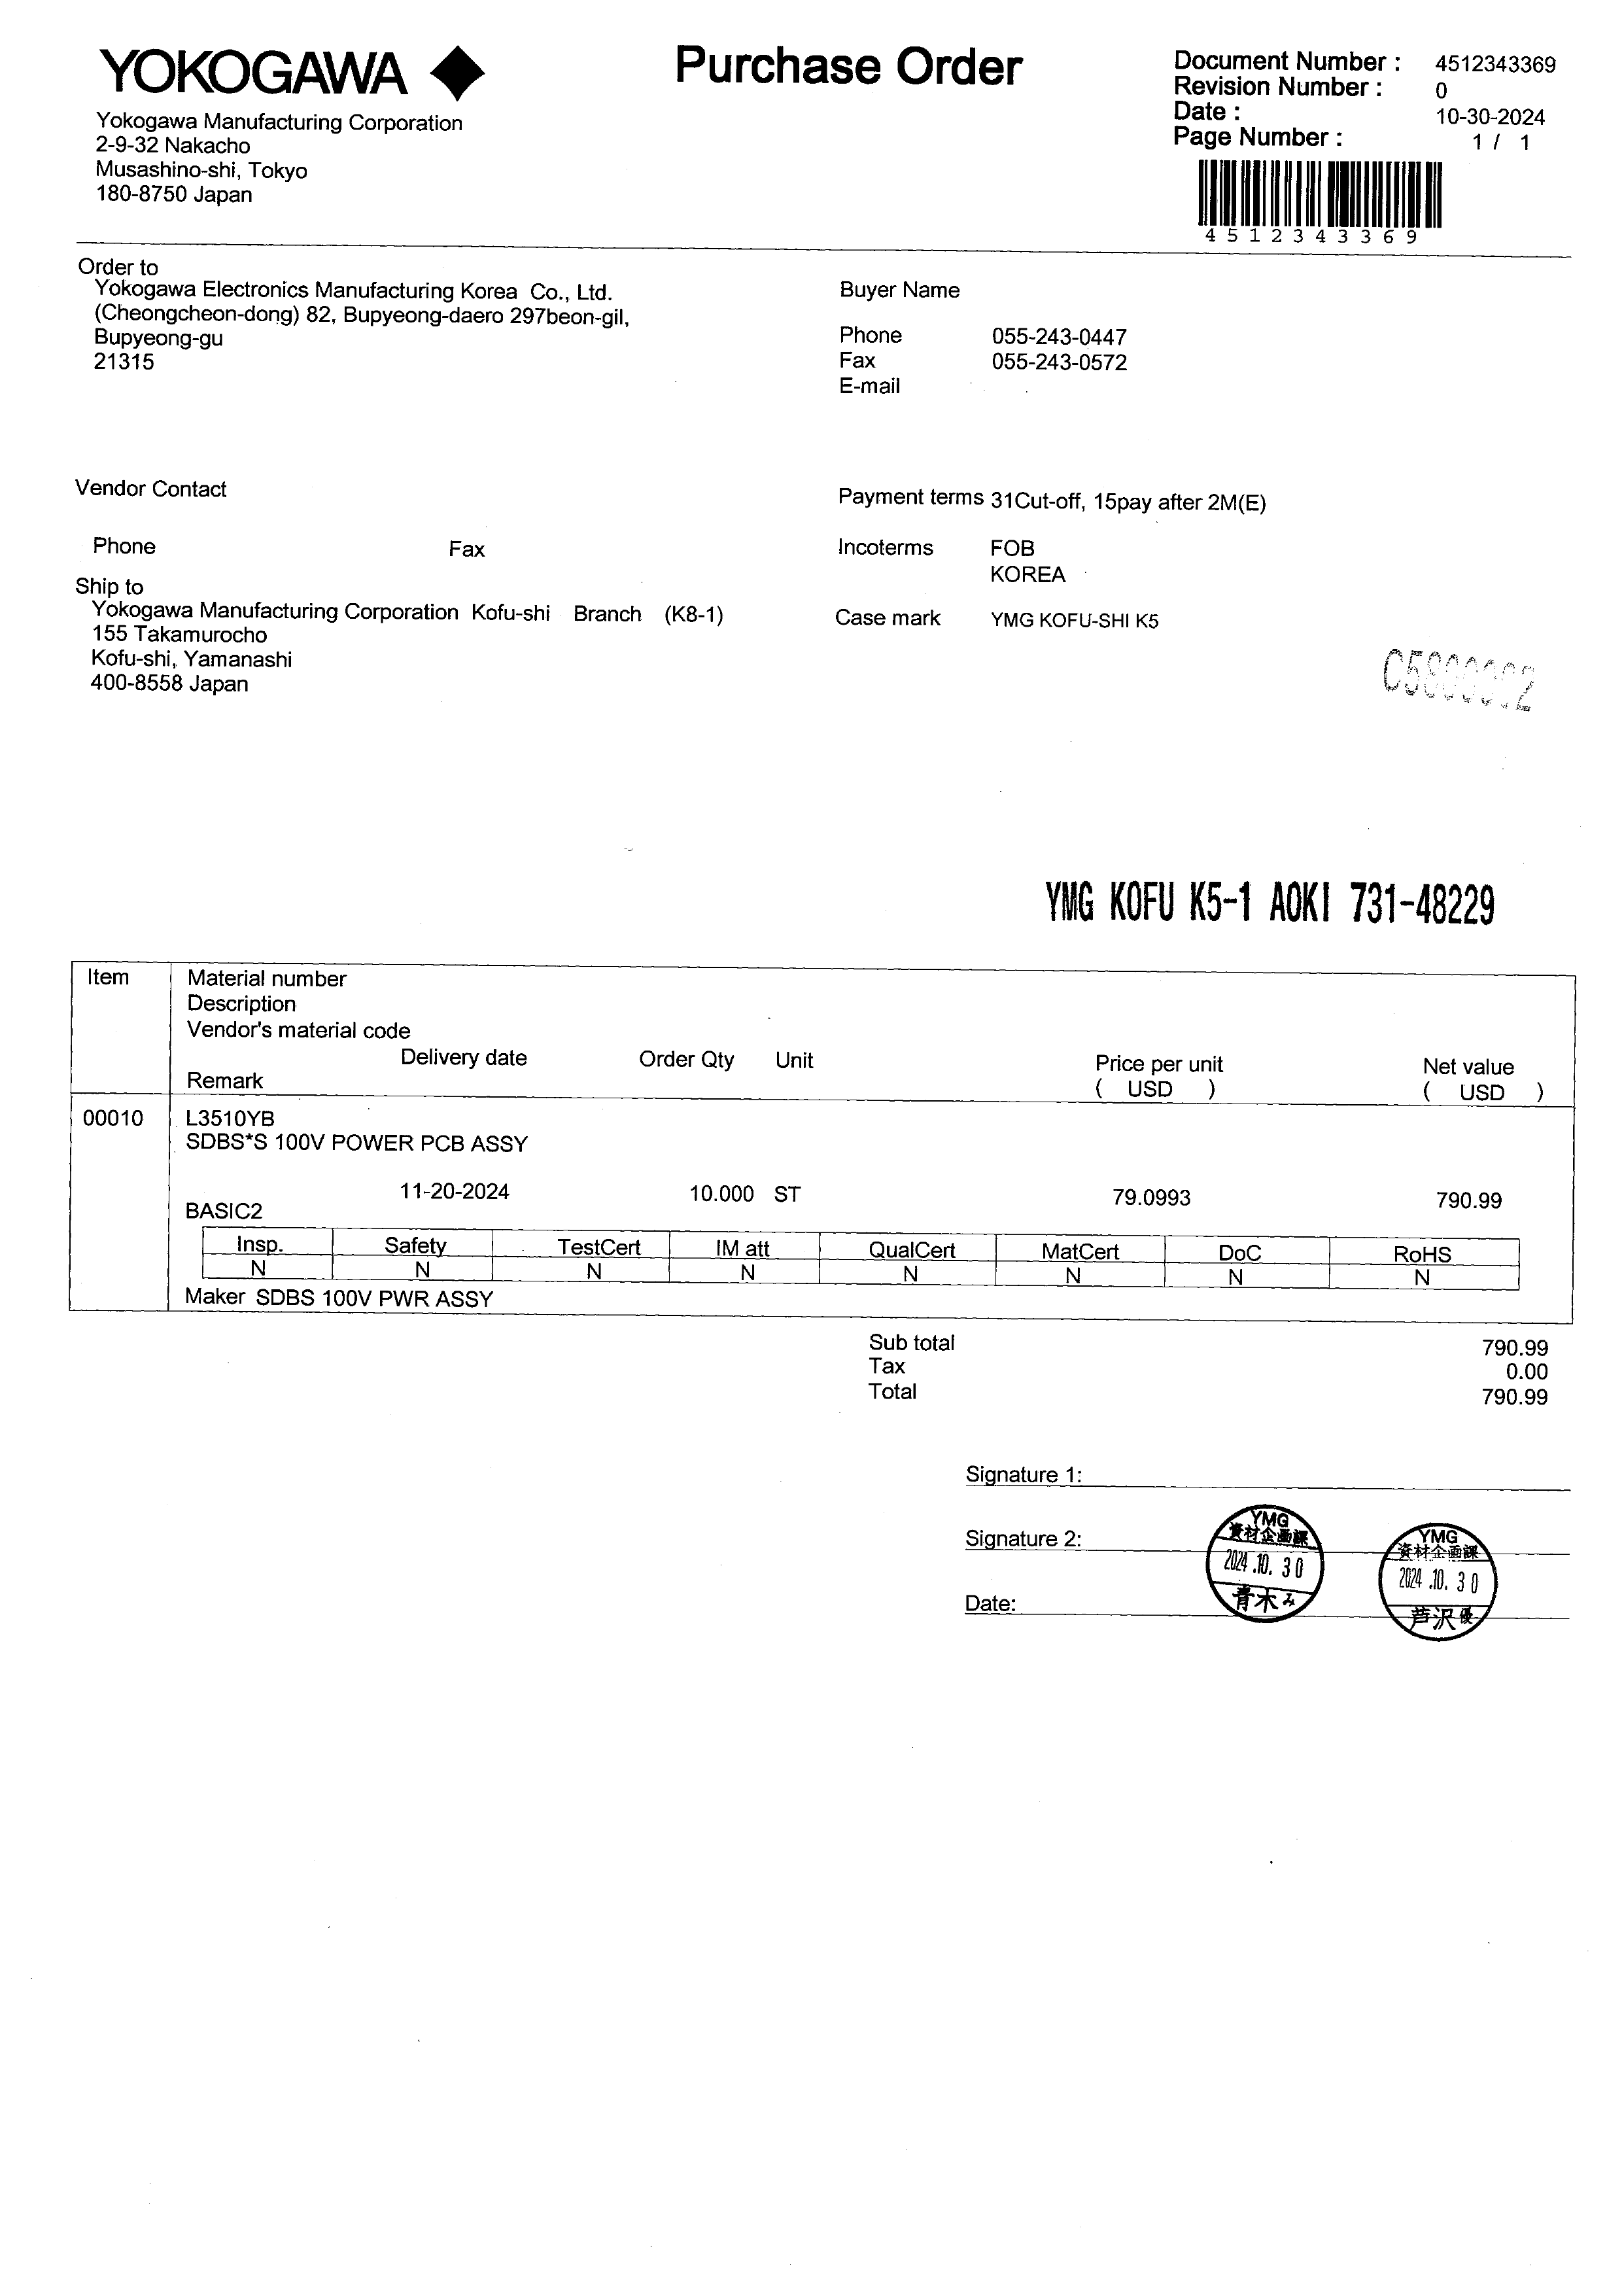 YOKOGAWA
Purchase Order
Document Number : 4512343369
Revision Number : 0
Date : 10-30-2024
Page Number : 1 / 1
4512343369
Yokogawa Manufacturing Corporation
2-9-32 Nakacho
Musashino-shi, Tokyo
180-8750 Japan
Order to
Yokogawa Electronics Manufacturing Korea Co., Ltd.
(Cheongcheon-dong) 82, Bupyeong-daero 297beon-gil,
Bupyeong-gu
21315
Buyer Name
Phone 055-243-0447
Fax 055-243-0572
E-mail
Vendor Contact
Phone Fax
Payment terms 31Cut-off, 15pay after 2M(E)
Incoterms FOB
KOREA
Ship to
Yokogawa Manufacturing Corporation Kofu-shi Branch (K8-1)
155 Takamurocho
Kofu-shi, Yamanashi
400-8558 Japan
Case mark YMG KOFU-SHI K5
YMG KOFU K5-1 AOKI 731-48229
Item Material number
Description
Vendor's material code
Delivery date Order Qty Unit Price per unit Net value
Remark ( USD ) ( USD )
00010 L3510YB
SDBS*S 100V POWER PCB ASSY
11-20-2024 10.000 ST 79.0993 790.99
BASIC2
Insp. Safety TestCert IM att QualCert MatCert DoC RoHS
N N N N N N N N
Maker SDBS 100V PWR ASSY
Sub total 790.99
Tax 0.00
Total 790.99
Signature 1:
Signature 2:
Date:
YMG
資材企画課
2024.10.30
青木み
YMG
資材企画課
2024.10.30
芦沢優